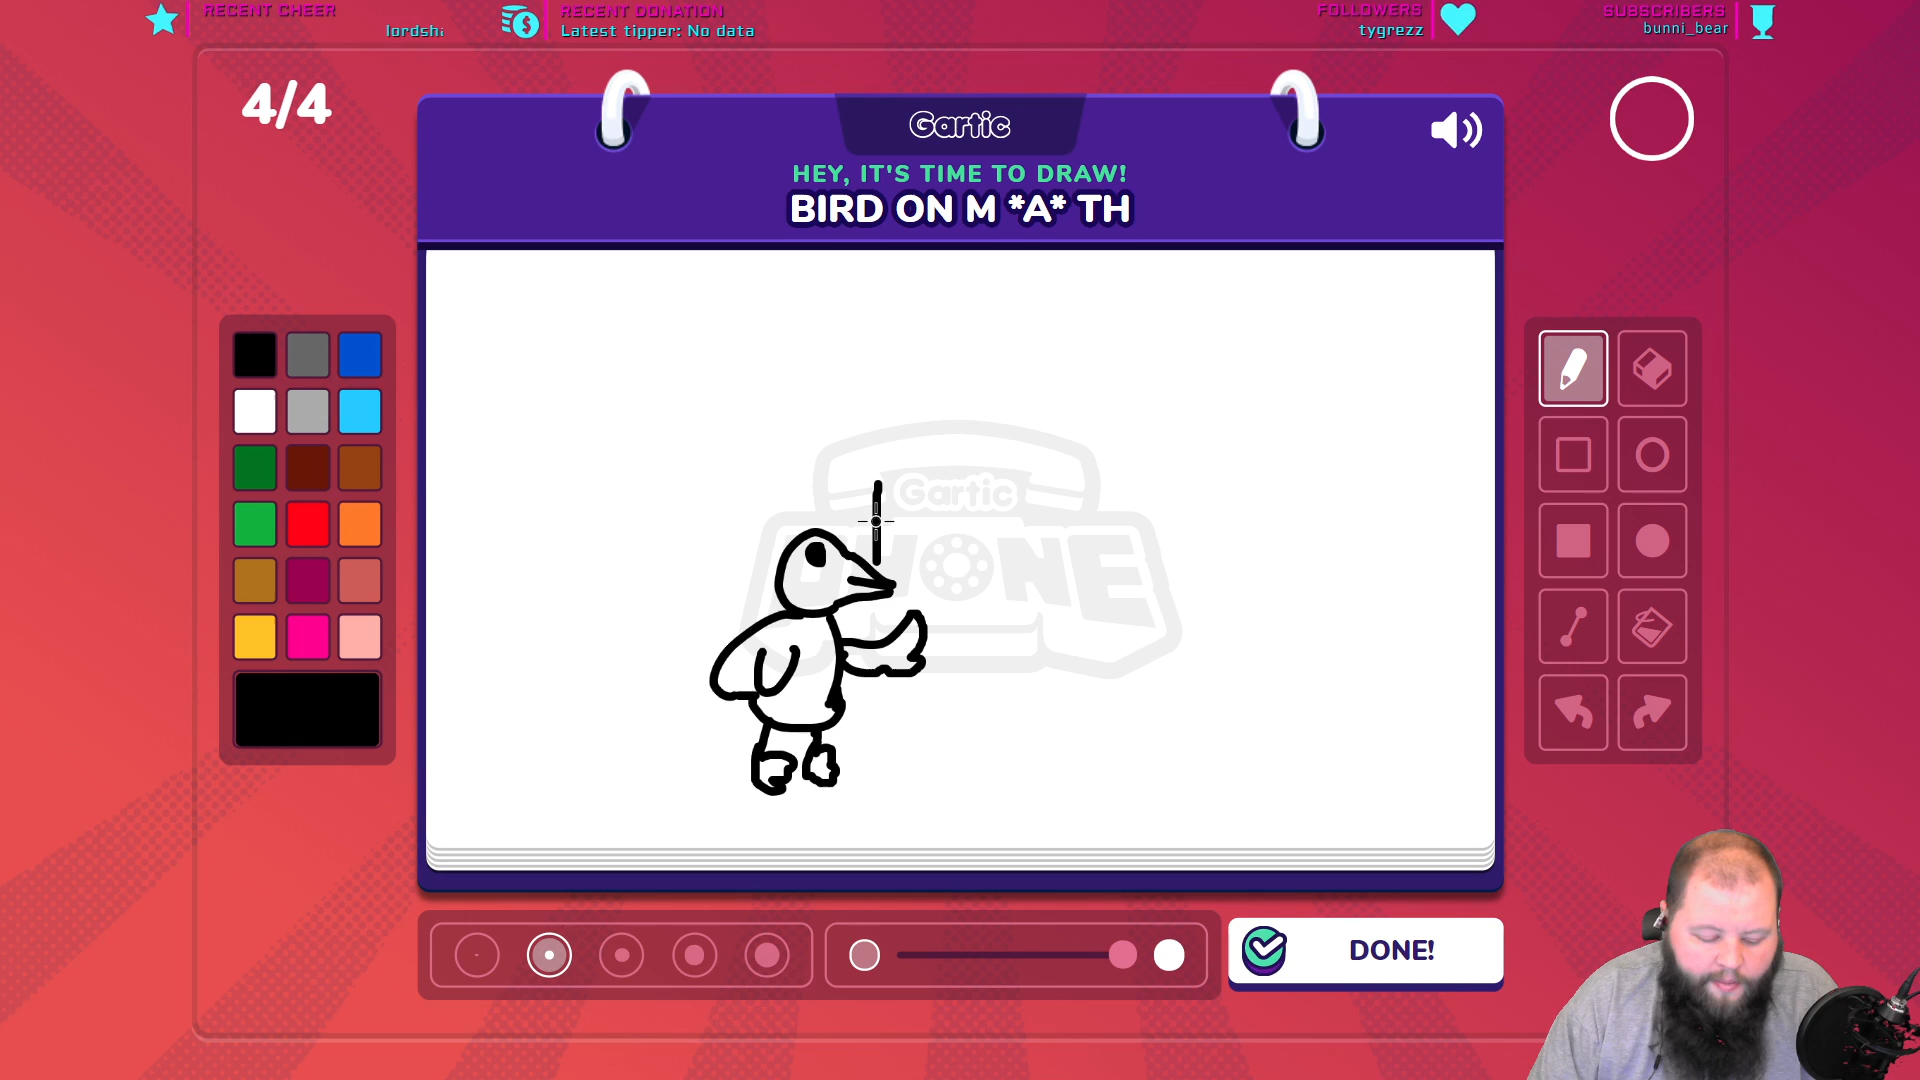 RECENT CHEER
lordshi
RECENT DONATION
Latest tipper: No data
FOLLOWERS
tygrezz
SUBSCRIBERS
bunni_bear
4/4
Gartic
HEY, IT'S TIME TO DRAW!
BIRD ON M *A* TH
Gartic
PHONE
DONE!